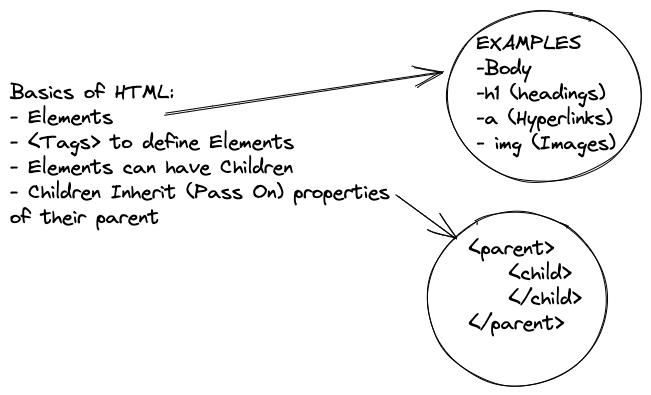 Basics of HTML:
- Elements
- <Tags> to define Elements
- Elements can have Children
- Children Inherit (Pass On) properties
of their parent
EXAMPLES
-Body
-h1 (headings)
-a (Hyperlinks)
- img (Images)
<parent>
<child>
</child>
</parent>